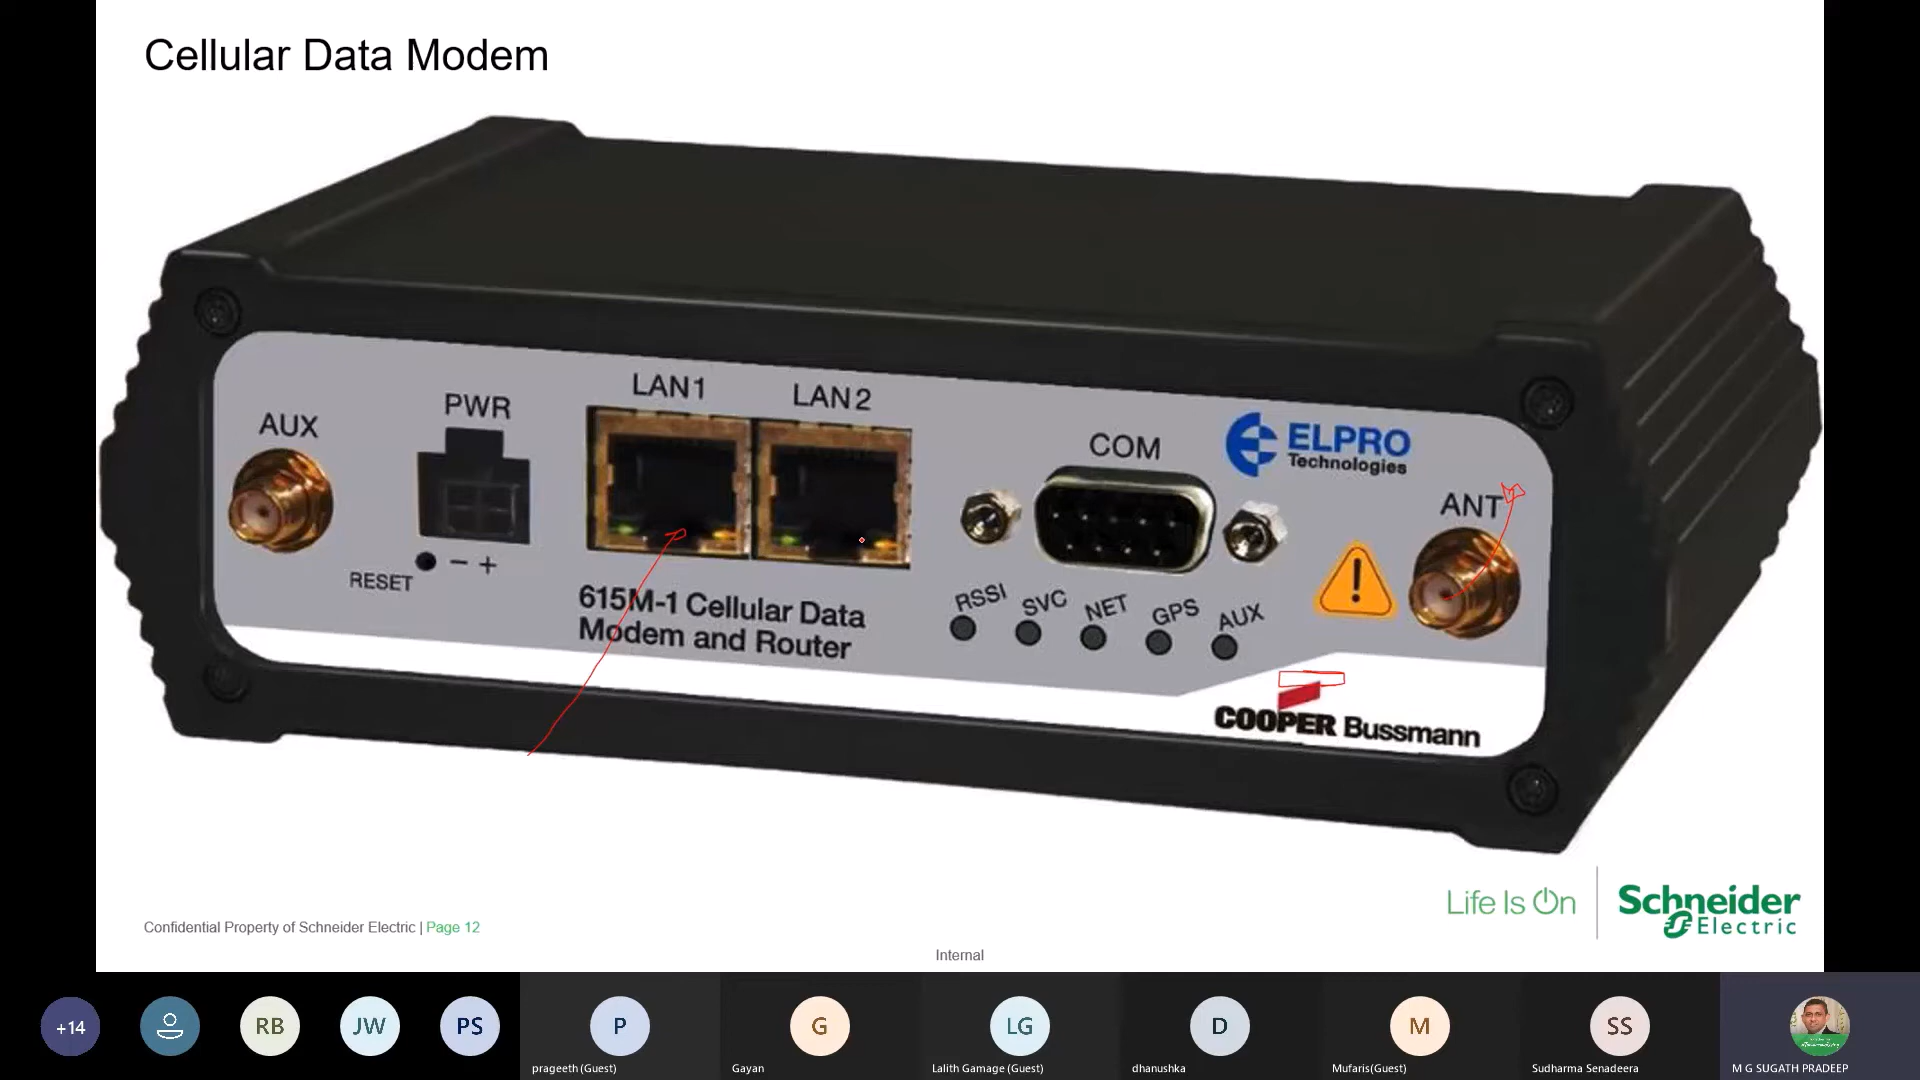 Cellular Data Modem
AUX
PWR
LAN1
LAN2
COM
ELPRO
Technologies
ANT
RESET
- +
615M-1 Cellular Data
Modem and Router
RSSI
SVC
NET
GPS
AUX
!
COOPER Bussmann
Life Is On
Schneider
Electric
Confidential Property of Schneider Electric | Page 12
Internal
+14
RB
JW
PS
P
G
LG
D
M
SS
prageeth (Guest)
Gayan
Lalith Gamage (Guest)
dhanushka
Mufaris(Guest)
Sudharma Senadeera
M G SUGATH PRADEEP